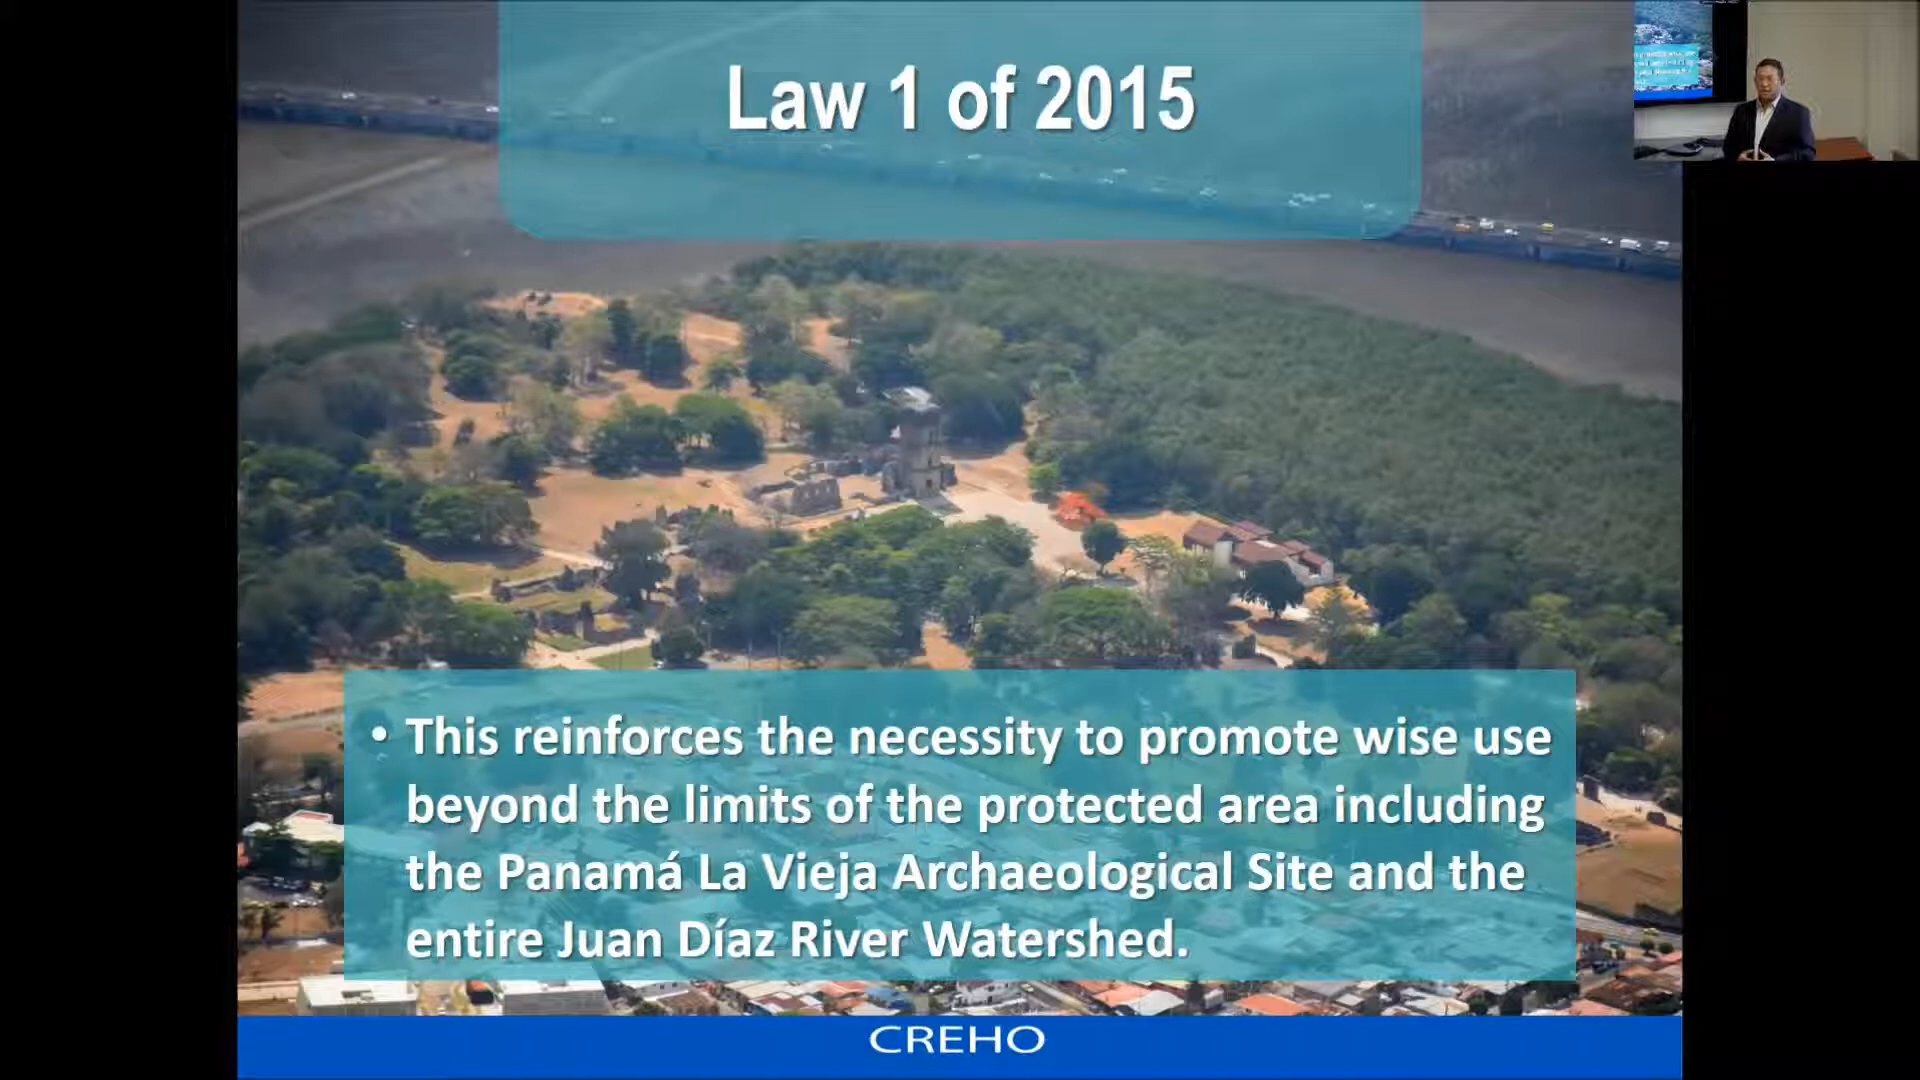 Law 1 of 2015
• This reinforces the necessity to promote wise use
beyond the limits of the protected area including
the Panamá La Vieja Archaeological Site and the
entire Juan Díaz River Watershed.
CREHO